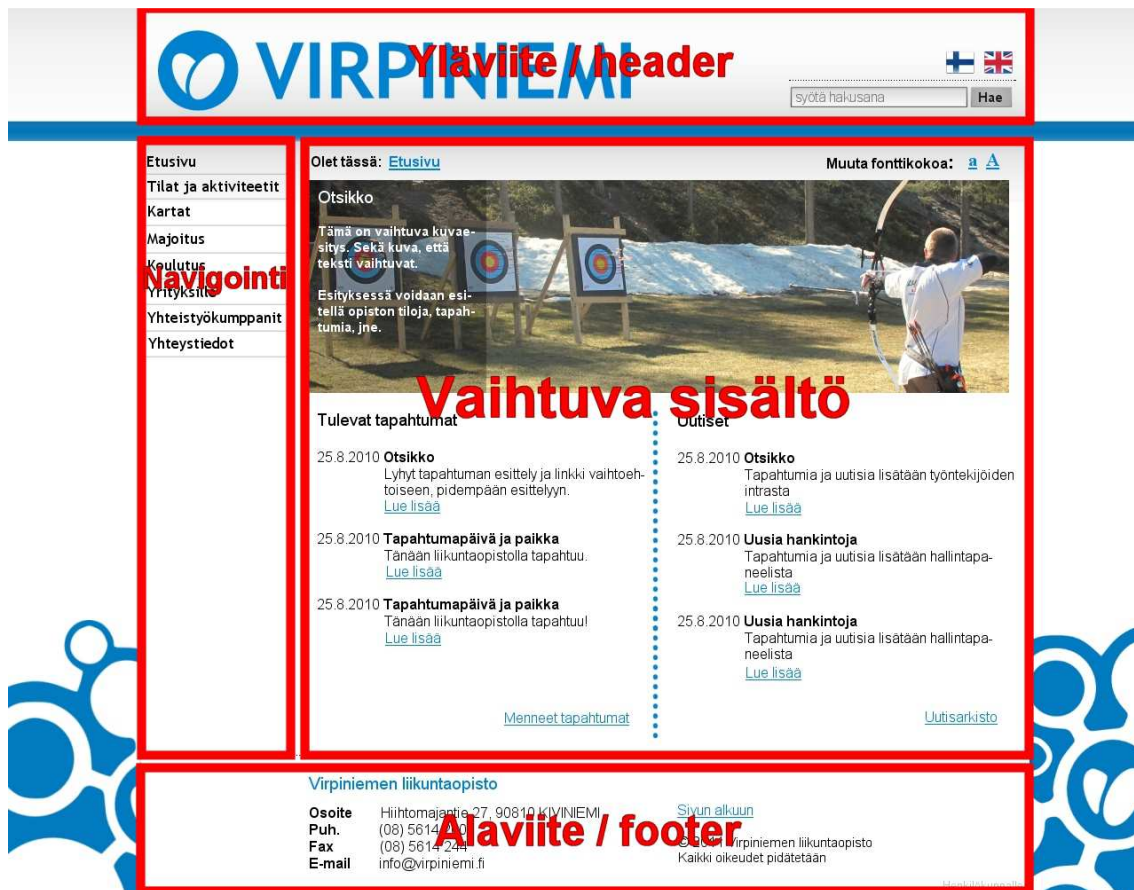 VIRPINIEMI
Yläviite / header
syötä hakusana
Hae
Etusivu
Tilat ja aktiviteetit
Kartat
Majoitus
Koulutus
Navigointi
Yrityksille
Yhteistyökumppanit
Yhteystiedot
Olet tässä: Etusivu
Muuta fonttikokoa: a A
Otsikko
Tämä on vaihtuva kuvae-
sitys. Sekä kuva, että
teksti vaihtuvat.
Esityksessä voidaan esi-
tellä opiston tiloja, tapah-
tumia, jne.
Vaihtuva sisältö
Tulevat tapahtumat
25.8.2010 Otsikko
Lyhyt tapahtuman esittely ja linkki vaihtoeh-
toiseen, pidempään esittelyyn.
Lue lisää
25.8.2010 Tapahtumapäivä ja paikka
Tänään liikuntaopistolla tapahtuu.
Lue lisää
25.8.2010 Tapahtumapäivä ja paikka
Tänään liikuntaopistolla tapahtuu!
Lue lisää
Menneet tapahtumat
Uutiset
25.8.2010 Otsikko
Tapahtumia ja uutisia lisätään työntekijöiden
intrasta
Lue lisää
25.8.2010 Uusia hankintoja
Tapahtumia ja uutisia lisätään hallintapa-
neelista
Lue lisää
25.8.2010 Uusia hankintoja
Tapahtumia ja uutisia lisätään hallintapa-
neelista
Lue lisää
Uutisarkisto
Virpiniemen liikuntaopisto
Osoite Hiihtomajantie 27, 90810 KIVINIEMI
Puh. (08) 5614
Fax (08) 5614 244
E-mail info@virpiniemi.fi
Alaviite / footer
Sivun alkuun
© Virpiniemen liikuntaopisto
Kaikki oikeudet pidätetään